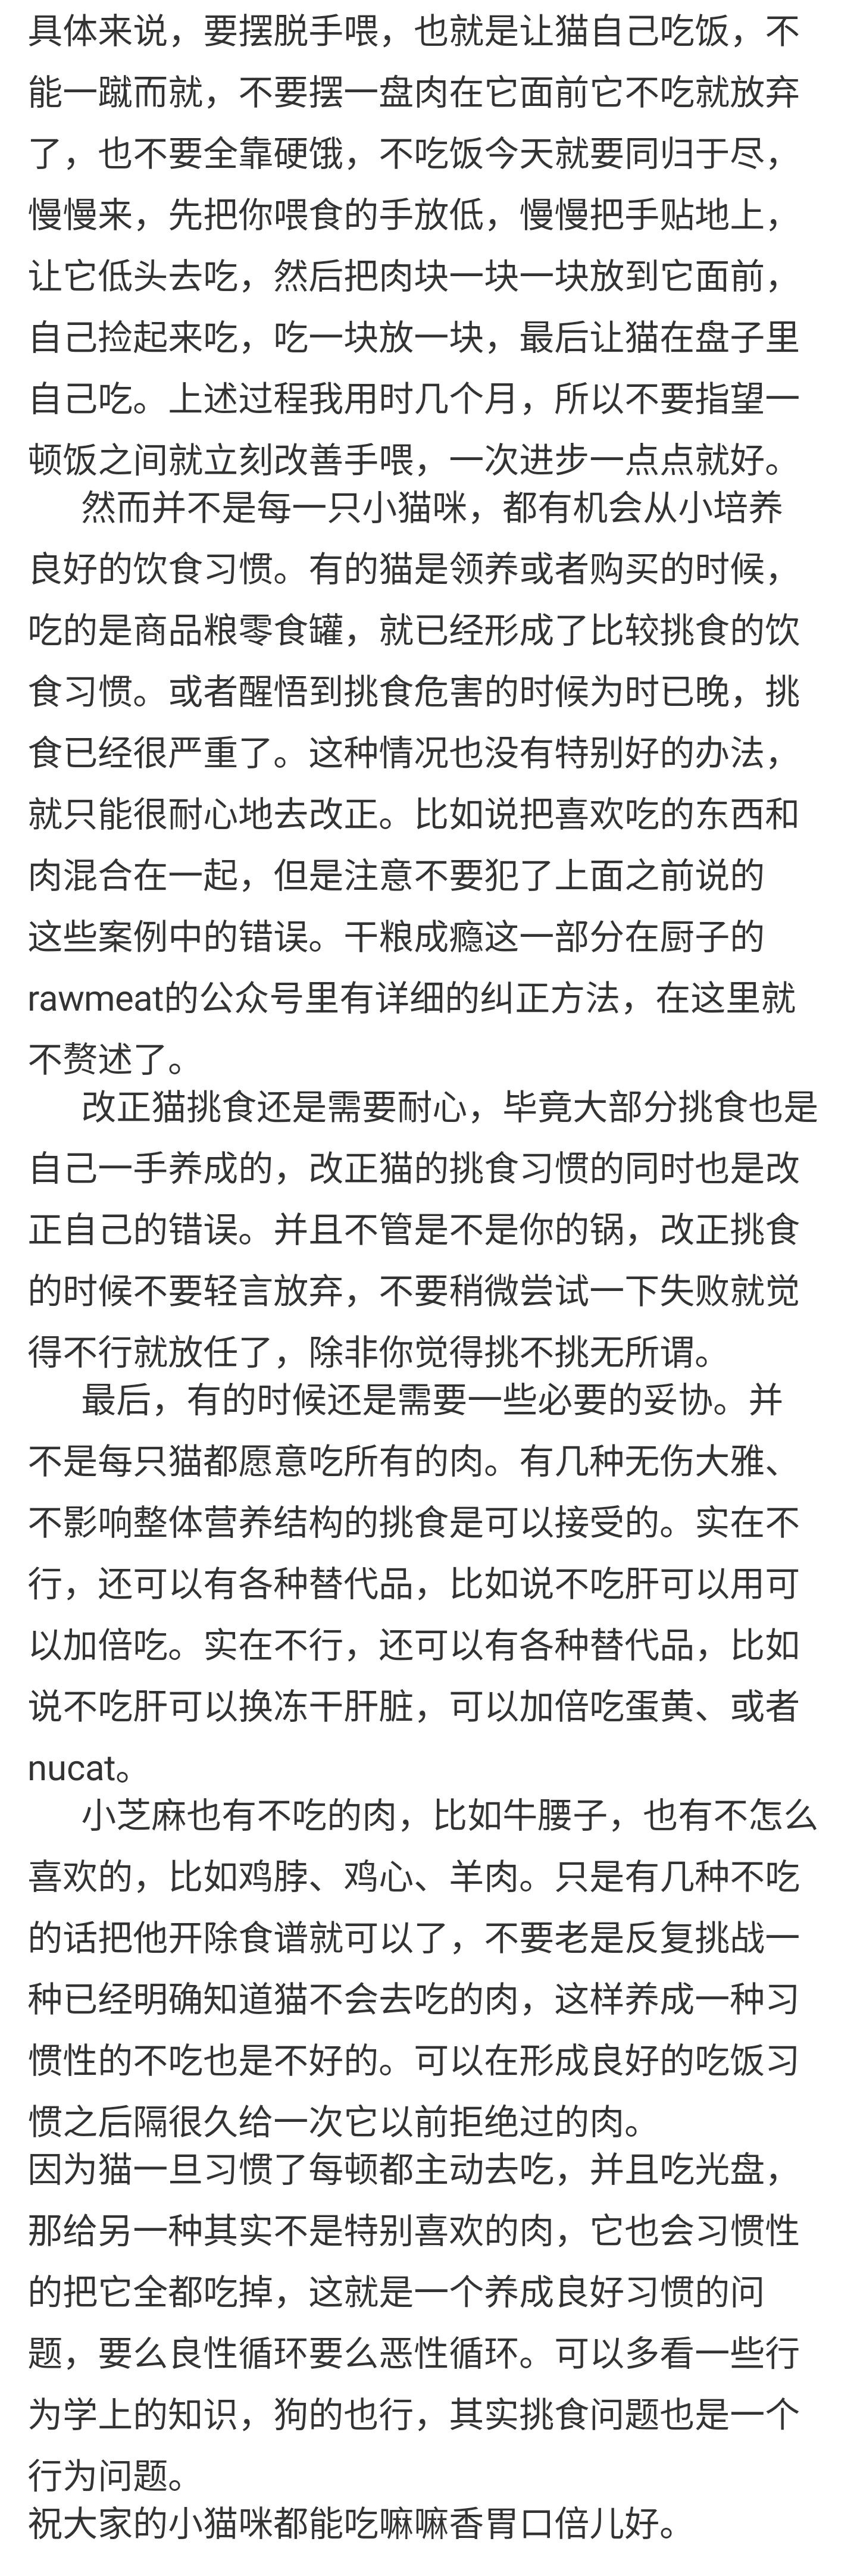 具体来说，要摆脱手喂，也就是让猫自己吃饭，不
能一蹴而就，不要摆一盘肉在它面前它不吃就放弃
了，也不要全靠硬饿，不吃饭今天就要同归于尽，
慢慢来，先把你喂食的手放低，慢慢把手贴地上，
让它低头去吃，然后把肉块一块一块放到它面前，
自己捡起来吃，吃一块放一块，最后让猫在盘子里
自己吃。上述过程我用时几个月，所以不要指望一
顿饭之间就立刻改善手喂，一次进步一点点就好。
然而并不是每一只小猫咪，都有机会从小培养
良好的饮食习惯。有的猫是领养或者购买的时候，
吃的是商品粮零食罐，就已经形成了比较挑食的饮
食习惯。或者醒悟到挑食危害的时候为时已晚，挑
食已经很严重了。这种情况也没有特别好的办法，
就只能很耐心地去改正。比如说把喜欢吃的东西和
肉混合在一起，但是注意不要犯了上面之前说的
这些案例中的错误。干粮成瘾这一部分在厨子的
rawmeat的公众号里有详细的纠正方法，在这里就
不赘述了。
改正猫挑食还是需要耐心，毕竟大部分挑食也是
自己一手养成的，改正猫的挑食习惯的同时也是改
正自己的错误。并且不管是不是你的锅，改正挑食
的时候不要轻言放弃，不要稍微尝试一下失败就觉
得不行就放任了，除非你觉得挑不挑无所谓。
最后，有的时候还是需要一些必要的妥协。并
不是每只猫都愿意吃所有的肉。有几种无伤大雅、
不影响整体营养结构的挑食是可以接受的。实在不
行，还可以有各种替代品，比如说不吃肝可以用可
以加倍吃。实在不行，还可以有各种替代品，比如
说不吃肝可以换冻干肝脏，可以加倍吃蛋黄、或者
nucat。
小芝麻也有不吃的肉，比如牛腰子，也有不怎么
喜欢的，比如鸡脖、鸡心、羊肉。只是有几种不吃
的话把他开除食谱就可以了，不要老是反复挑战一
种已经明确知道猫不会去吃的肉，这样养成一种习
惯性的不吃也是不好的。可以在形成良好的吃饭习
惯之后隔很久给一次它以前拒绝过的肉。
因为猫一旦习惯了每顿都主动去吃，并且吃光盘，
那给另一种其实不是特别喜欢的肉，它也会习惯性
的把它全都吃掉，这就是一个养成良好习惯的问
题，要么良性循环要么恶性循环。可以多看一些行
为学上的知识，狗的也行，其实挑食问题也是一个
行为问题。
祝大家的小猫咪都能吃嘛嘛香胃口倍儿好。